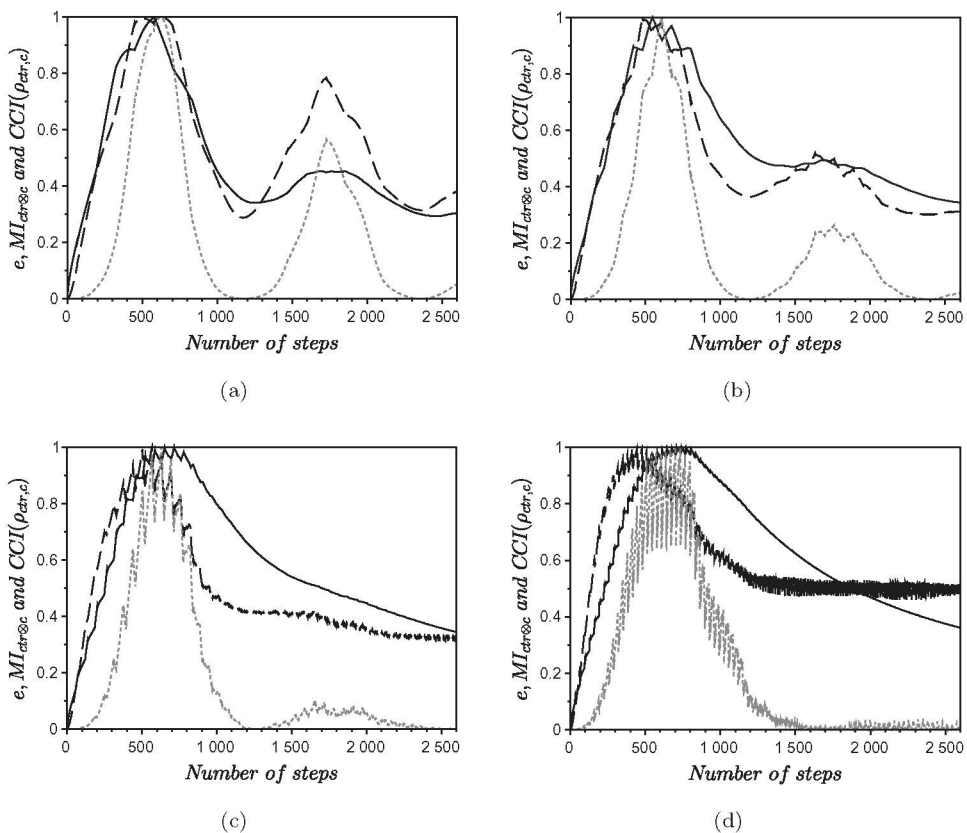 1
0.8
0.6
0.4
0.2
0
e, MI_{ctr⊗c} and CCI(ρ_{ctr,c})
0 500 1 000 1 500 2 000 2 500
Number of steps
(a)
1
0.8
0.6
0.4
0.2
0
e, MI_{ctr⊗c} and CCI(ρ_{ctr,c})
0 500 1 000 1 500 2 000 2 500
Number of steps
(b)
1
0.8
0.6
0.4
0.2
0
e, MI_{ctr⊗c} and CCI(ρ_{ctr,c})
0 500 1 000 1 500 2 000 2 500
Number of steps
(c)
1
0.8
0.6
0.4
0.2
0
e, MI_{ctr⊗c} and CCI(ρ_{ctr,c})
0 500 1 000 1 500 2 000 2 500
Number of steps
(d)